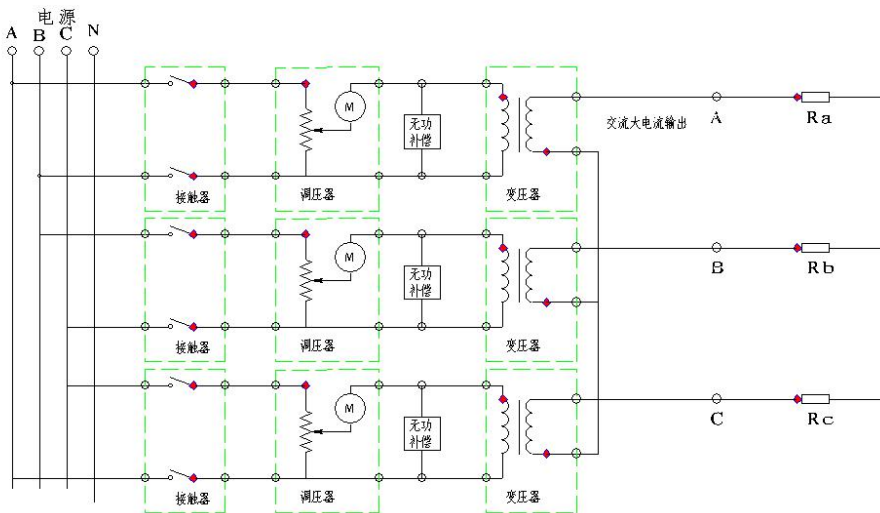 电源
A B C N
M
无功
补偿
接触器 调压器 变压器
交流大电流输出 A Ra
M
无功
补偿
接触器 调压器 变压器
B Rb
M
无功
补偿
接触器 调压器 变压器
C Rc